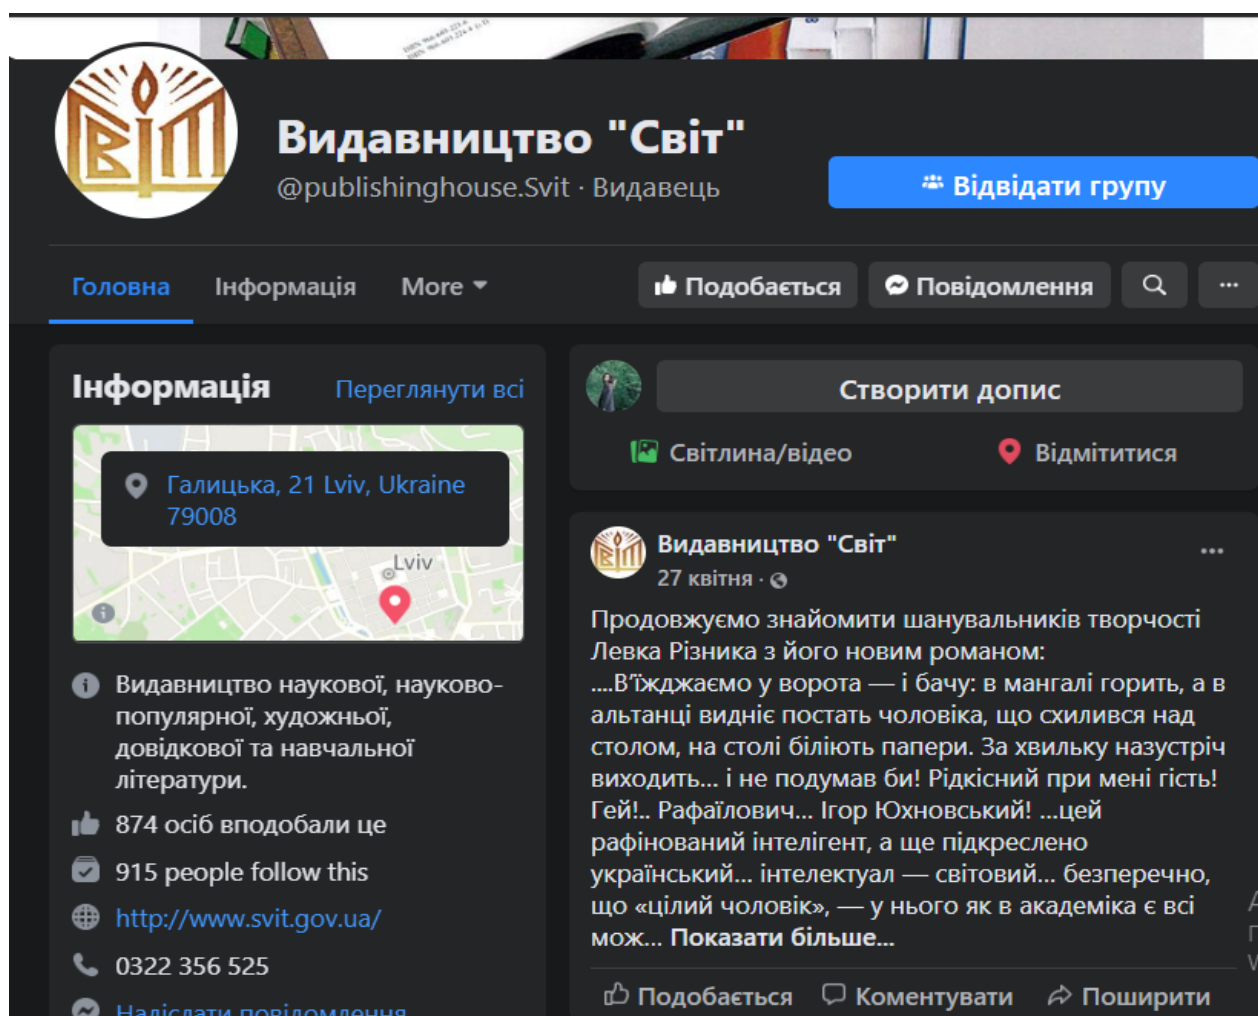 Видавництво "Світ"
@publishinghouse.Svit · Видавець
Відвідати групу
Головна
Інформація
More
Подобається
Повідомлення
Інформація
Переглянути всі
Галицька, 21 Lviv, Ukraine
79008
Lviv
Видавництво наукової, науково-
популярної, художньої,
довідкової та навчальної
літератури.
874 осіб вподобали це
915 people follow this
http://www.svit.gov.ua/
0322 356 525
Надіслати повідомлення
Створити допис
Світлина/відео
Відмітитися
Видавництво "Світ"
27 квітня ·
Продовжуємо знайомити шанувальників творчості
Левка Різника з його новим романом:
....В'їжджаємо у ворота — і бачу: в мангалі горить, а в
альтанці видніє постать чоловіка, що схилився над
столом, на столі біліють папери. За хвильку назустріч
виходить... і не подумав би! Рідкісний при мені гість!
Гей!.. Рафаїлович... Ігор Юхновський! ...цей
рафінований інтелігент, а ще підкреслено
український... інтелектуал — світовий... безперечно,
що «цілий чоловік», — у нього як в академіка є всі
мож... Показати більше...
Подобається
Коментувати
Поширити